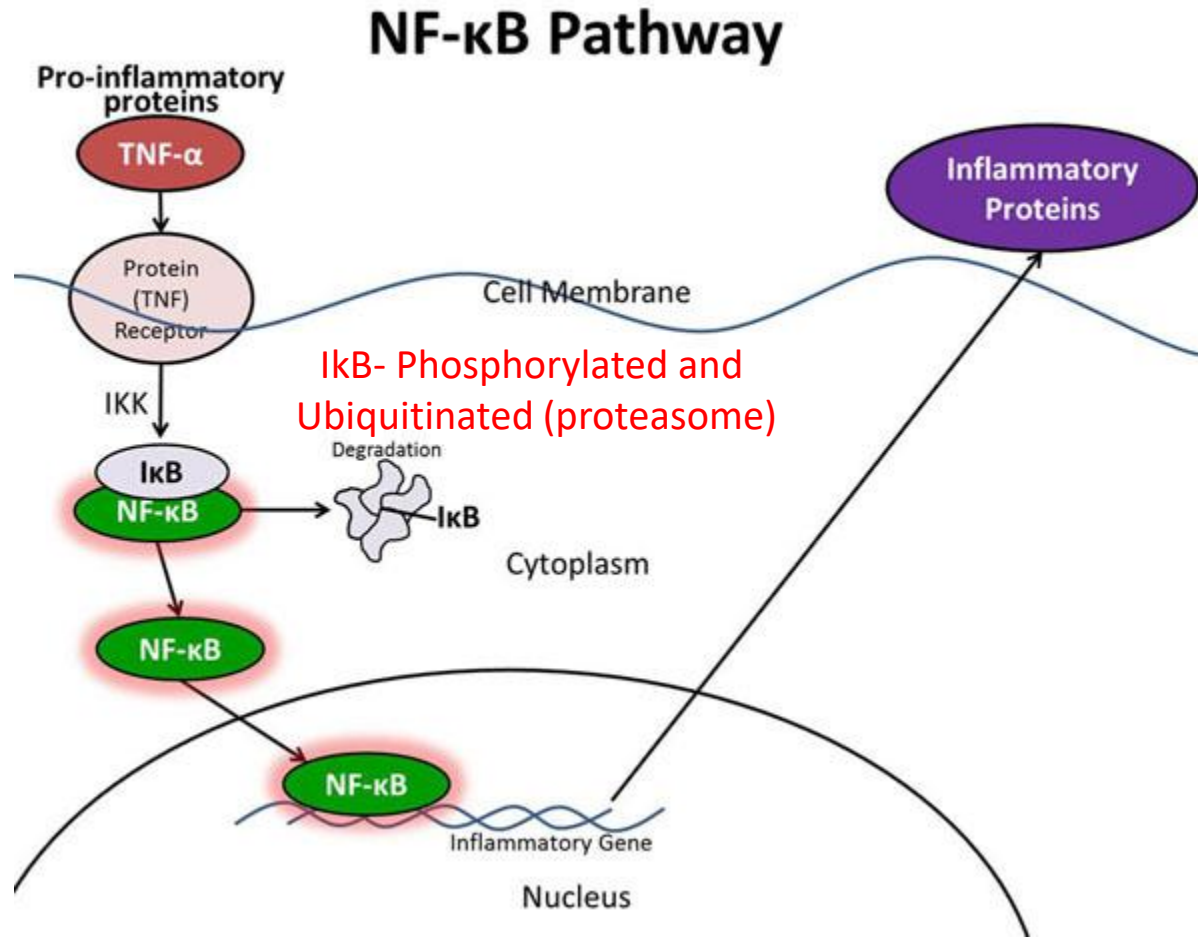 NF-κB Pathway
Pro-inflammatory
proteins
TNF-α
Protein
(TNF)
Receptor
Inflammatory
Proteins
Cell Membrane
IkB- Phosphorylated and
Ubiquitinated (proteasome)
IKK
Degradation
IκB
NF-κB
IκB
Cytoplasm
NF-κB
NF-κB
Inflammatory Gene
Nucleus